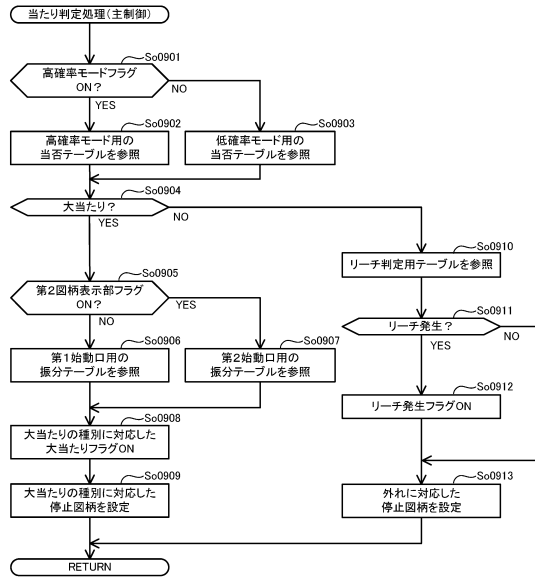 当たり判定処理(主制御)
So0901
高確率モードフラグ
ON？
NO
YES
So0902
高確率モード用の
当否テーブルを参照
So0903
低確率モード用の
当否テーブルを参照
So0904
大当たり？
NO
YES
So0905
第２図柄表示部フラグ
ON？
YES
NO
So0906
第１始動口用の
振分テーブルを参照
So0907
第２始動口用の
振分テーブルを参照
So0908
大当たりの種別に対応した
大当たりフラグON
So0909
大当たりの種別に対応した
停止図柄を設定
So0910
リーチ判定用テーブルを参照
So0911
リーチ発生？
NO
YES
So0912
リーチ発生フラグON
So0913
外れに対応した
停止図柄を設定
RETURN